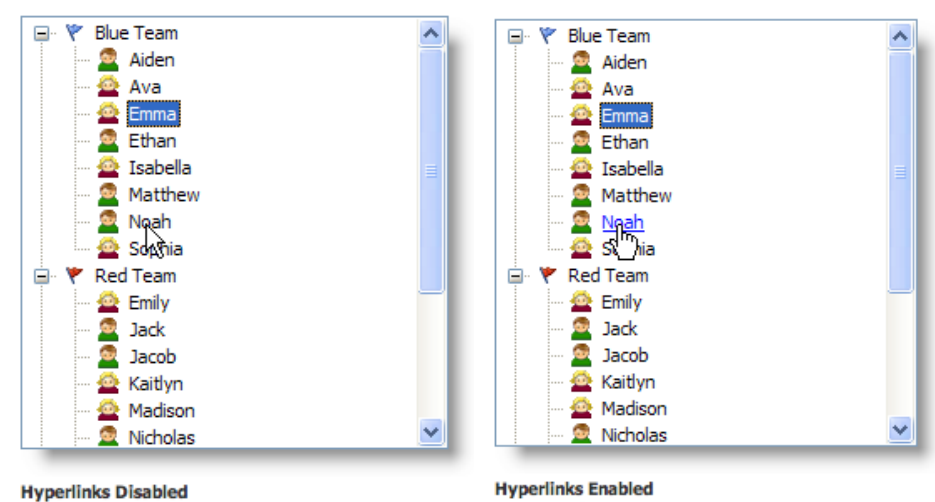 Blue Team
Aiden
Ava
Emma
Ethan
Isabella
Matthew
Noah
Sophia
Red Team
Emily
Jack
Jacob
Kaitlyn
Madison
Nicholas
Hyperlinks Disabled
Blue Team
Aiden
Ava
Emma
Ethan
Isabella
Matthew
Noah
Sophia
Red Team
Emily
Jack
Jacob
Kaitlyn
Madison
Nicholas
Hyperlinks Enabled